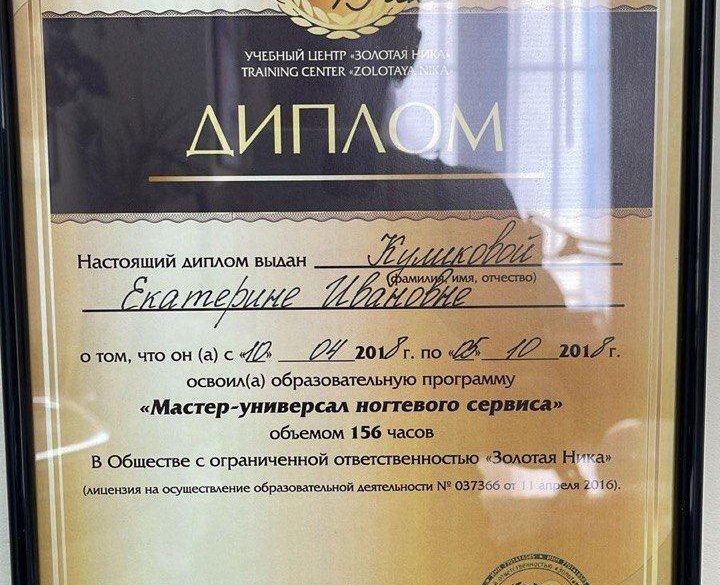 УЧЕБНЫЙ ЦЕНТР «ЗОЛОТАЯ НИКА»
TRAINING CENTER «ZOLOTAYA NIKA»
ДИПЛОМ
Настоящий диплом выдан Куликовой
(фамилия, имя, отчество)
Екатерине Ивановне
о том, что он (а) с «10» 04 2018 г. по «05» 10 2018 г.
освоил(а) образовательную программу
«Мастер-универсал ногтевого сервиса»
объемом 156 часов
В Обществе с ограниченной ответственностью «Золотая Ника»
(лицензия на осуществление образовательной деятельности № 037366 от 11 апреля 2016).